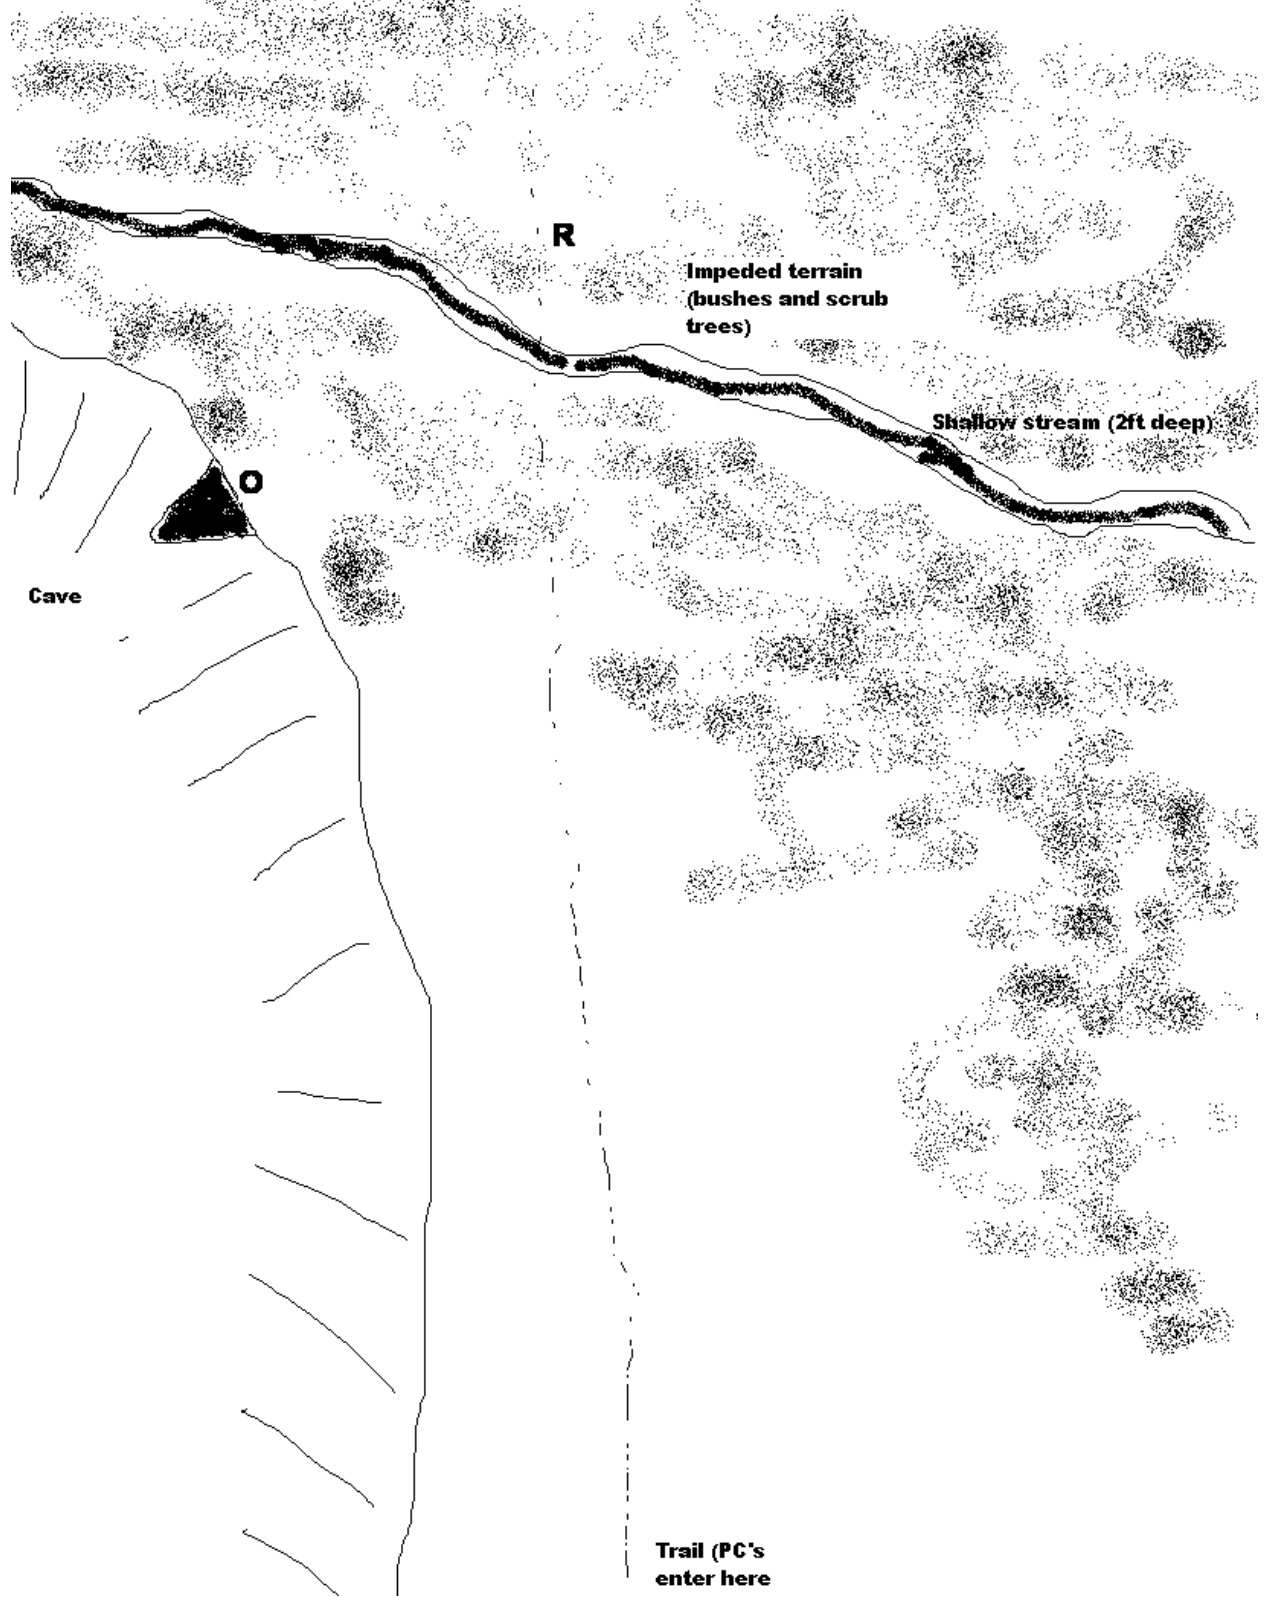 R
Impeded terrain
(bushes and scrub
trees)
Shallow stream (2ft deep)
O
Cave
Trail (PC's
enter here